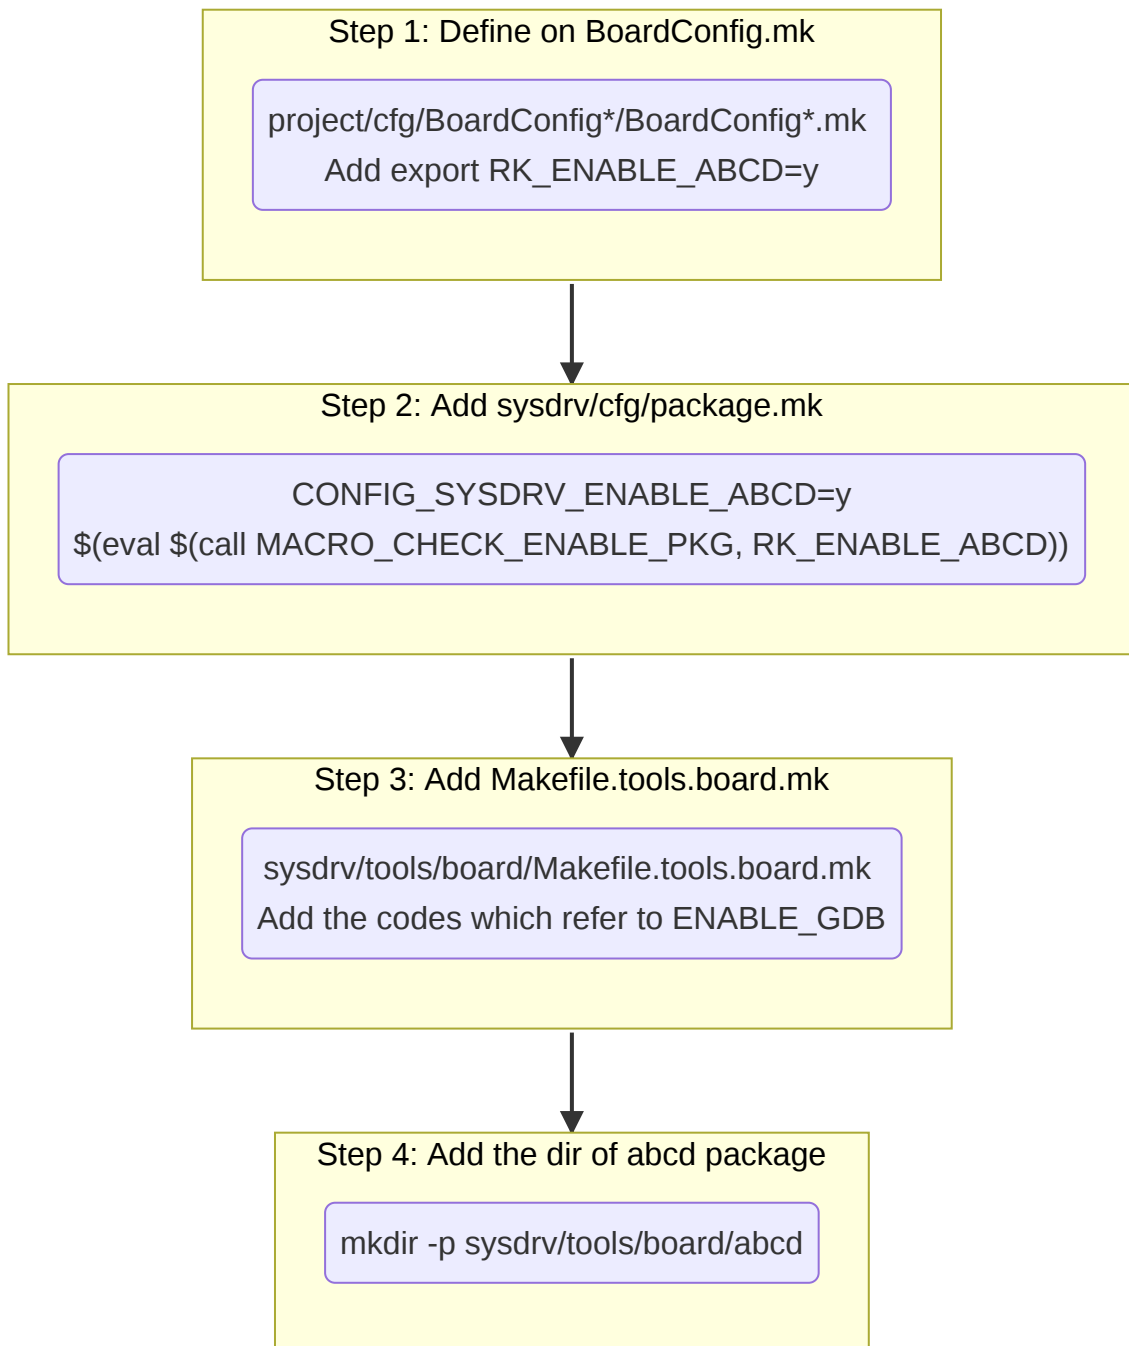 Step 1: Define on BoardConfig.mk
project/cfg/BoardConfig*/BoardConfig*.mk
Add export RK_ENABLE_ABCD=y
Step 2: Add sysdrv/cfg/package.mk
CONFIG_SYSDRV_ENABLE_ABCD=y
$(eval $(call MACRO_CHECK_ENABLE_PKG, RK_ENABLE_ABCD))
Step 3: Add Makefile.tools.board.mk
sysdrv/tools/board/Makefile.tools.board.mk
Add the codes which refer to ENABLE_GDB
Step 4: Add the dir of abcd package
mkdir -p sysdrv/tools/board/abcd